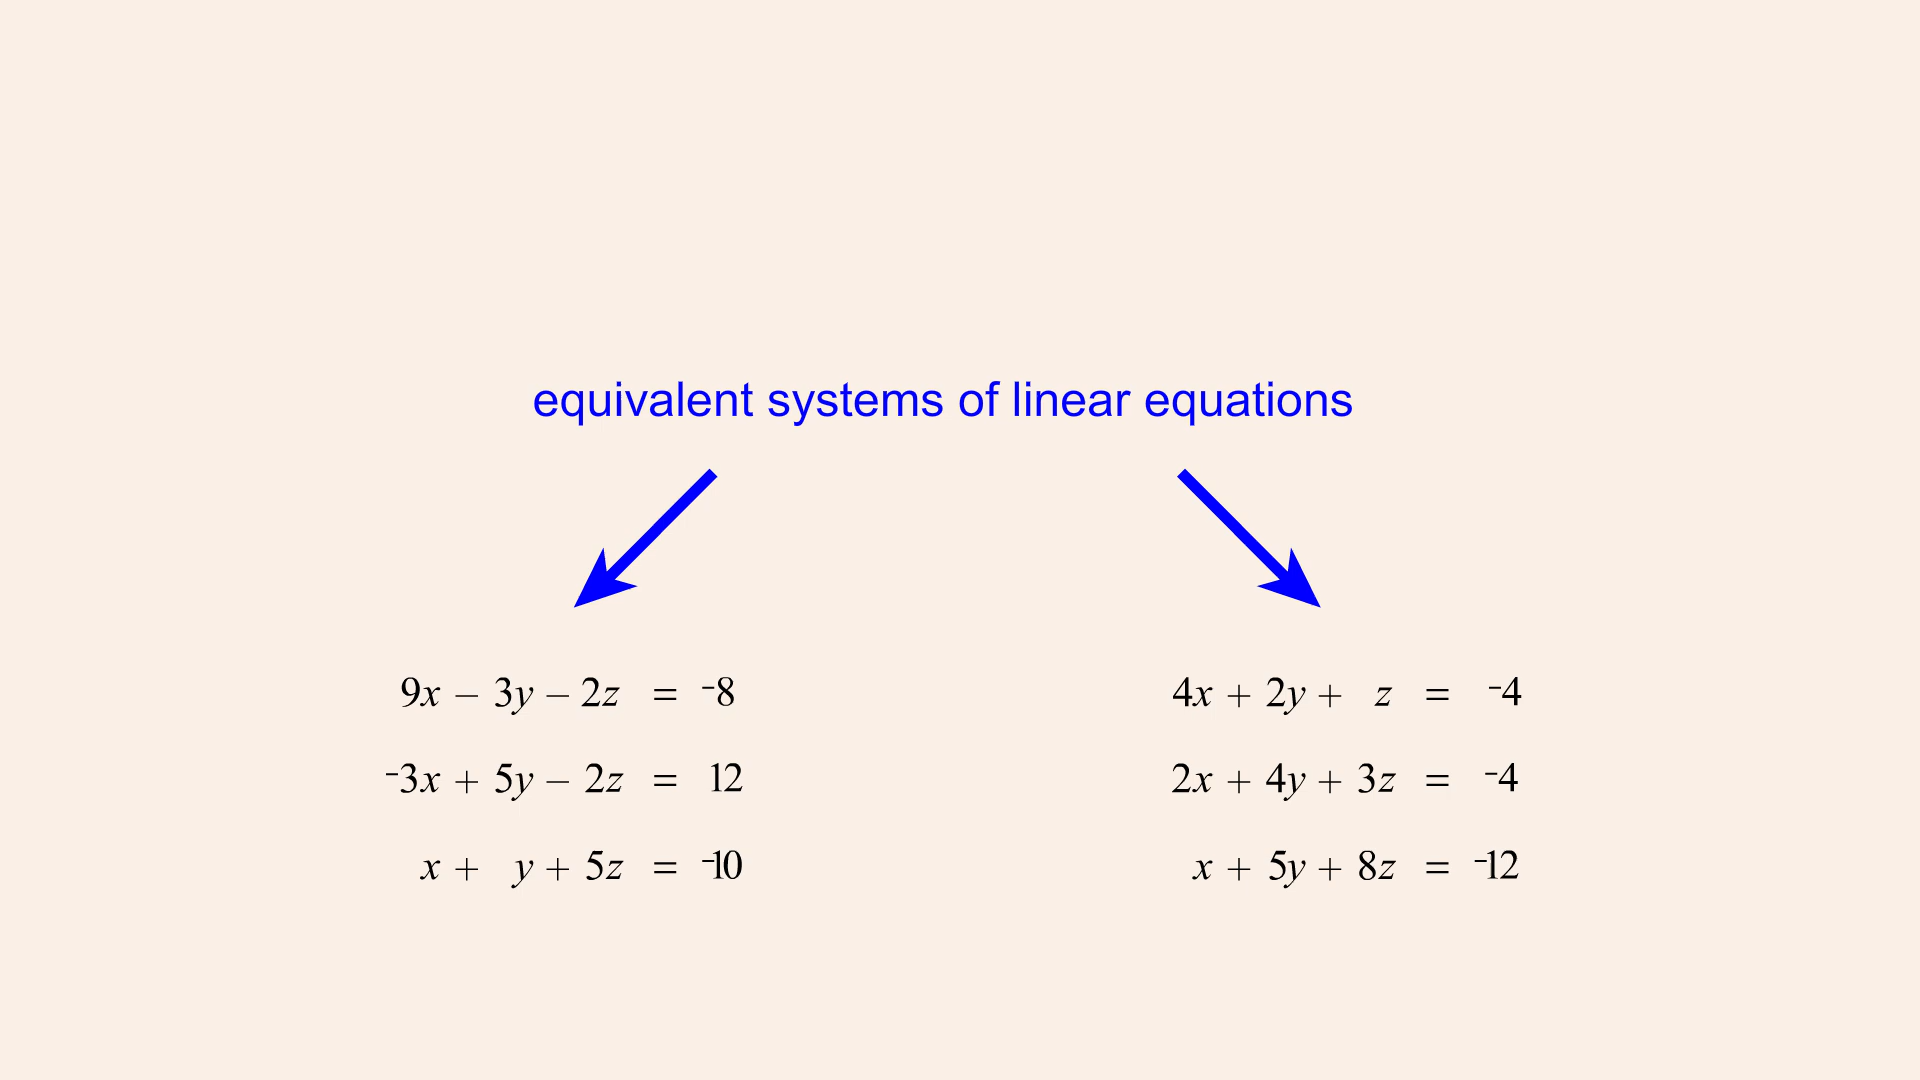 equivalent systems of linear equations
9x − 3y − 2z = ⁻8
⁻3x + 5y − 2z = 12
x + y + 5z = ⁻10
4x + 2y + z = ⁻4
2x + 4y + 3z = ⁻4
x + 5y + 8z = ⁻12